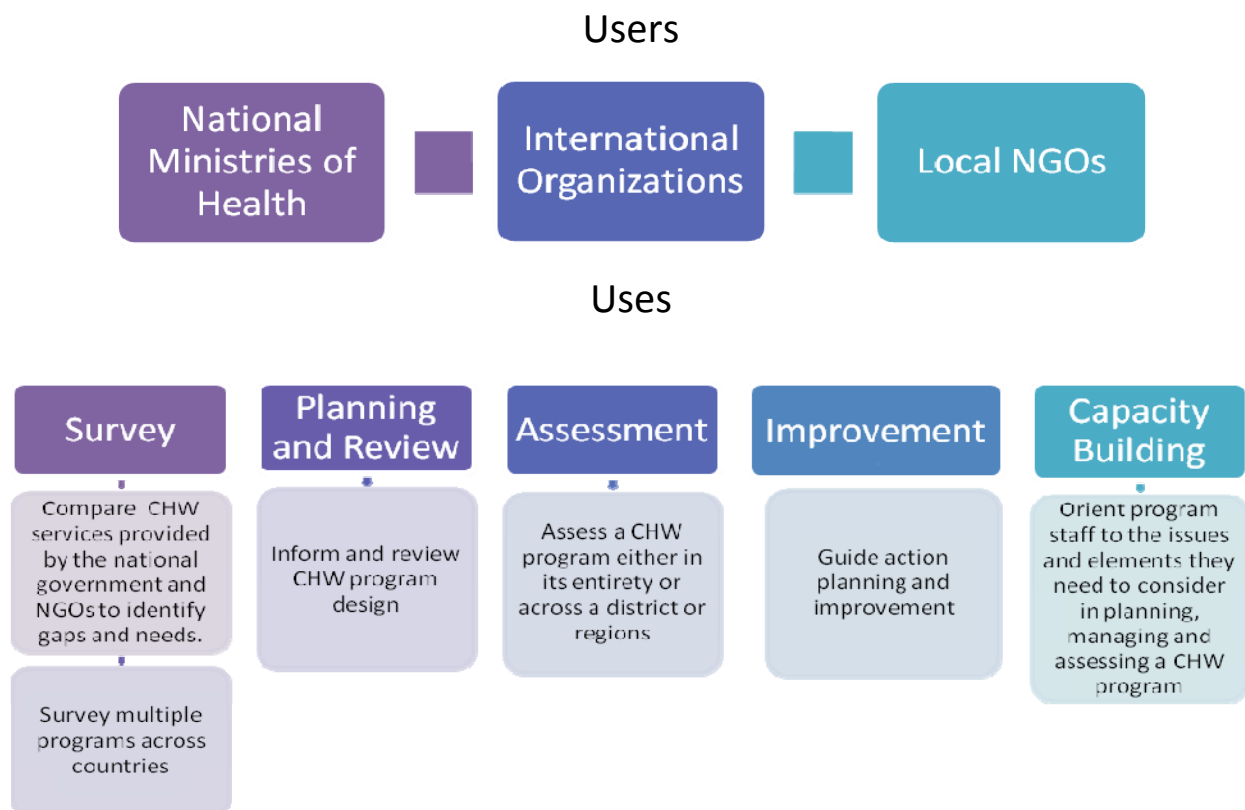 Users
National
Ministries of
Health
International
Organizations
Local NGOs
Uses
Survey
Compare CHW
services provided
by the national
government and
NGOs to identify
gaps and needs.
Survey multiple
programs across
countries
Planning
and Review
Inform and review
CHW program
design
Assessment
Assess a CHW
program either in
its entirety or
across a district or
regions
Improvement
Guide action
planning and
improvement
Capacity
Building
Orient program
staff to the issues
and elements they
need to consider
in planning,
managing and
assessing a CHW
program